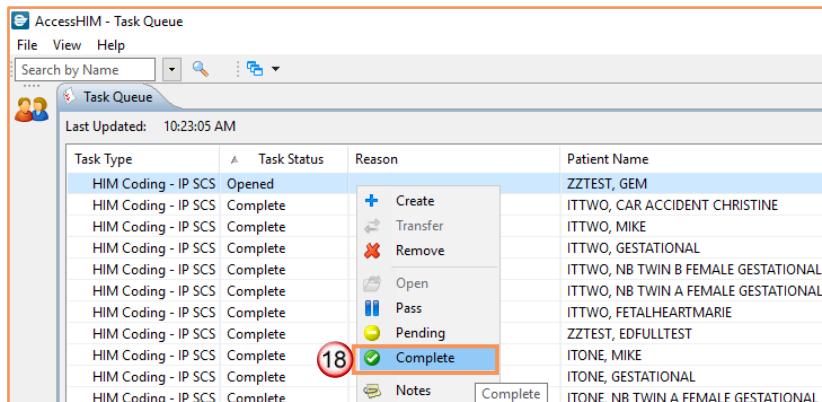 AccessHIM - Task Queue
File View Help
Search by Name
Task Queue
Last Updated: 10:23:05 AM
Task Type Task Status Reason Patient Name
HIM Coding - IP SCS Opened ZZTEST, GEM
HIM Coding - IP SCS Complete Create ITTWO, CAR ACCIDENT CHRISTINE
HIM Coding - IP SCS Complete Transfer ITTWO, MIKE
HIM Coding - IP SCS Complete Remove ITTWO, GESTATIONAL
HIM Coding - IP SCS Complete ITTWO, NB TWIN B FEMALE GESTATIONAL
HIM Coding - IP SCS Complete Open ITTWO, NB TWIN A FEMALE GESTATIONAL
HIM Coding - IP SCS Complete Pass ITTWO, FETALHEARTMARIE
HIM Coding - IP SCS Complete Pending ZZTEST, EDFULLTEST
HIM Coding - IP SCS Complete 18 Complete ITONE, MIKE
HIM Coding - IP SCS Complete ITONE, GESTATIONAL
HIM Coding - IP SCS Complete Notes Complete ITONE, NB TWIN A FEMALE GESTATIONAL